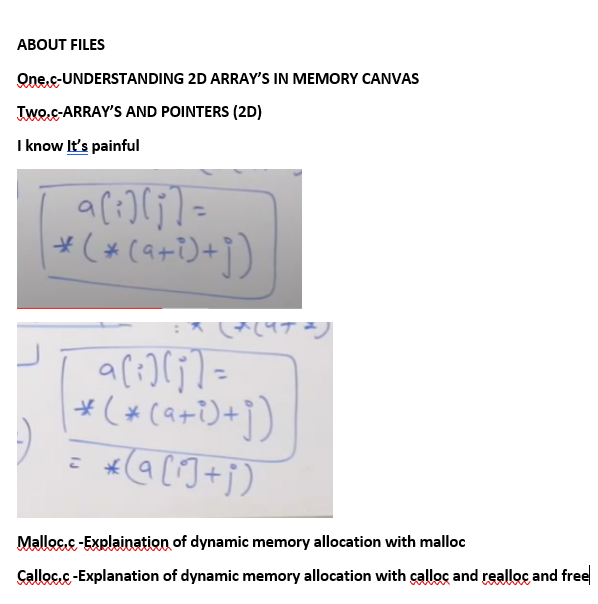 ABOUT FILES
One.c-UNDERSTANDING 2D ARRAY'S IN MEMORY CANVAS
Two.c-ARRAY'S AND POINTERS (2D)
I know It's painful
a[i][j] =
*(*(a+i)+j)
: *(*(a+2)
a[i][j] =
*(*(a+i)+j)
= *(a[i]+j)
Malloc.c -Explaination of dynamic memory allocation with malloc
Calloc.c -Explanation of dynamic memory allocation with calloc and realloc and free